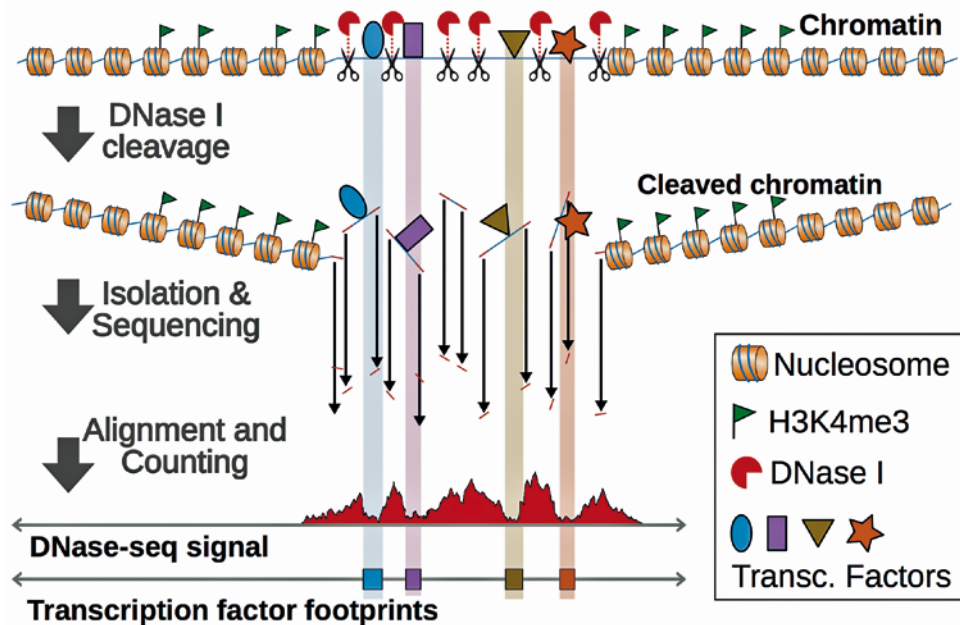 Chromatin
DNase I
cleavage
Cleaved chromatin
Isolation &
Sequencing
Nucleosome
H3K4me3
DNase I
Transc. Factors
Alignment and
Counting
DNase-seq signal
Transcription factor footprints